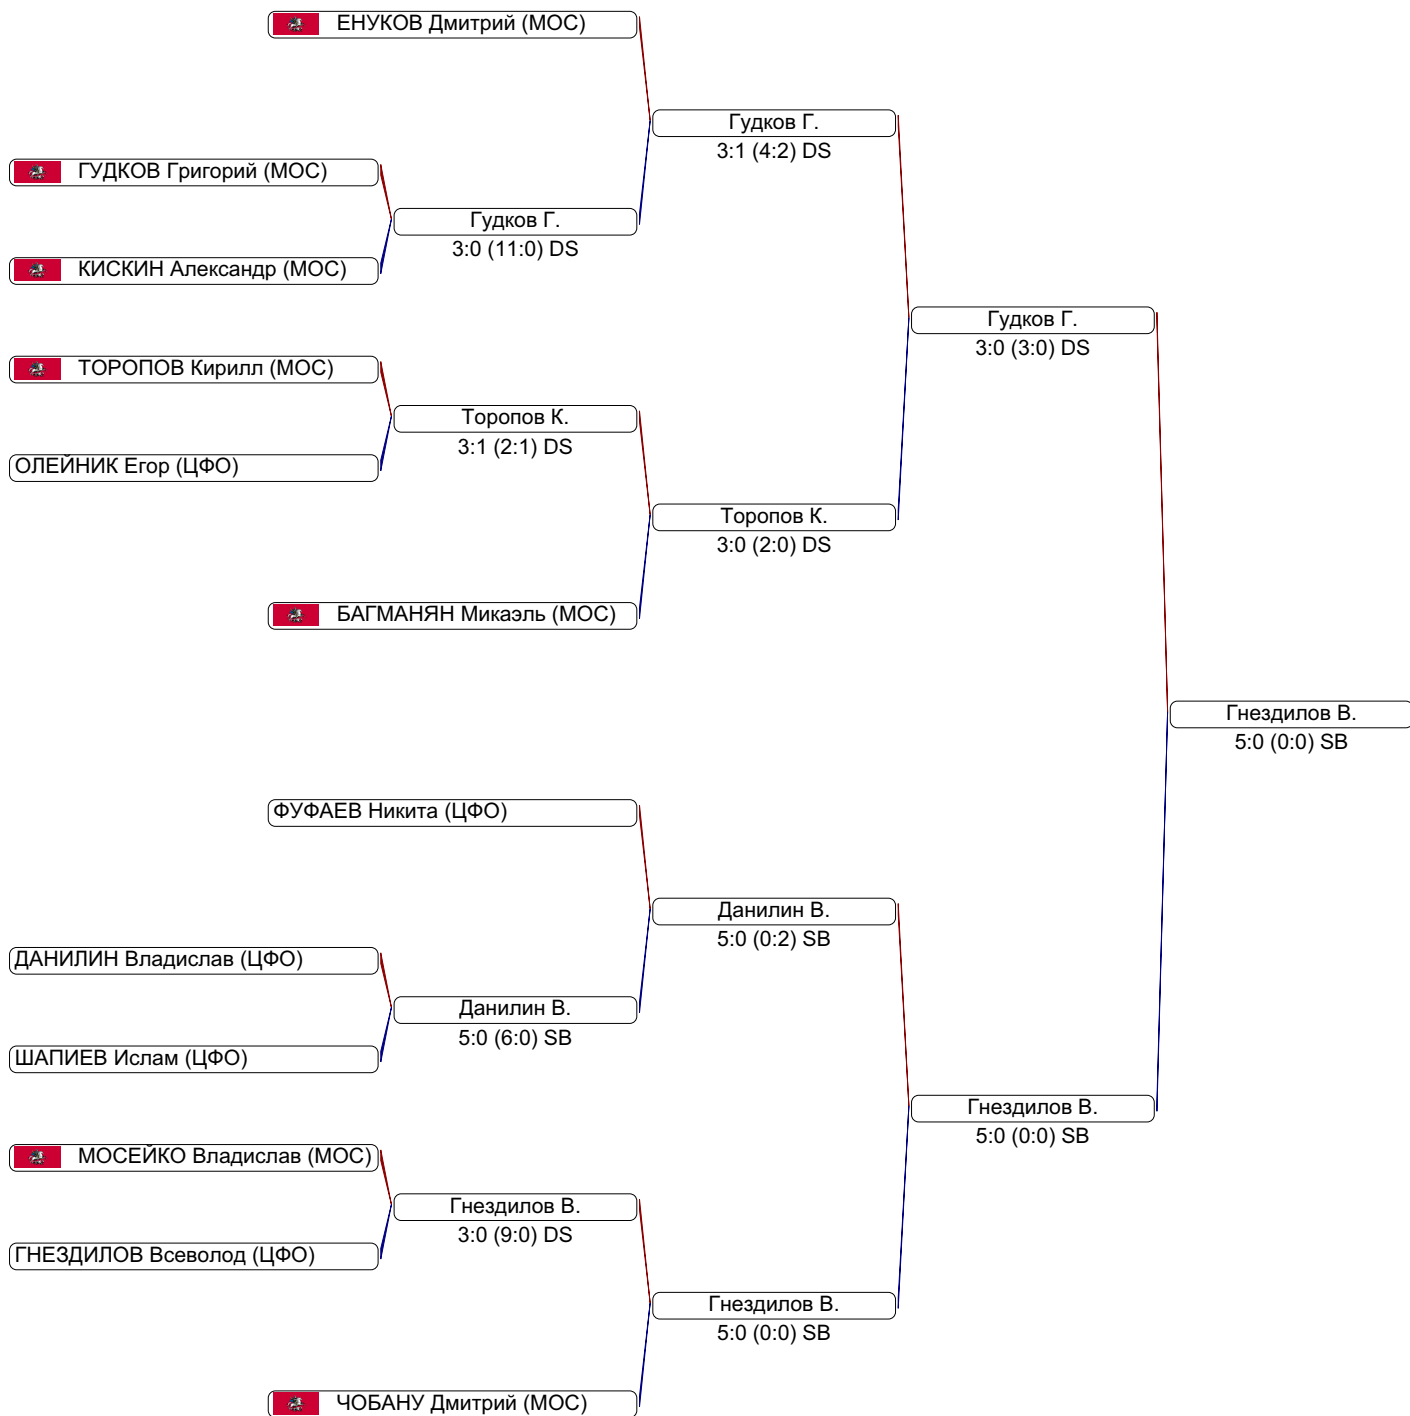 ЕНУКОВ Дмитрий (МОС)
Гудков Г.
3:1 (4:2) DS
ГУДКОВ Григорий (МОС)
Гудков Г.
3:0 (11:0) DS
КИСКИН Александр (МОС)
Гудков Г.
3:0 (3:0) DS
ТОРОПОВ Кирилл (МОС)
Торопов К.
3:1 (2:1) DS
ОЛЕЙНИК Егор (ЦФО)
Торопов К.
3:0 (2:0) DS
БАГМАНЯН Микаэль (МОС)
Гнездилов В.
5:0 (0:0) SB
ФУФАЕВ Никита (ЦФО)
Данилин В.
5:0 (0:2) SB
ДАНИЛИН Владислав (ЦФО)
Данилин В.
5:0 (6:0) SB
ШАПИЕВ Ислам (ЦФО)
Гнездилов В.
5:0 (0:0) SB
МОСЕЙКО Владислав (МОС)
Гнездилов В.
3:0 (9:0) DS
ГНЕЗДИЛОВ Всеволод (ЦФО)
Гнездилов В.
5:0 (0:0) SB
ЧОБАНУ Дмитрий (МОС)